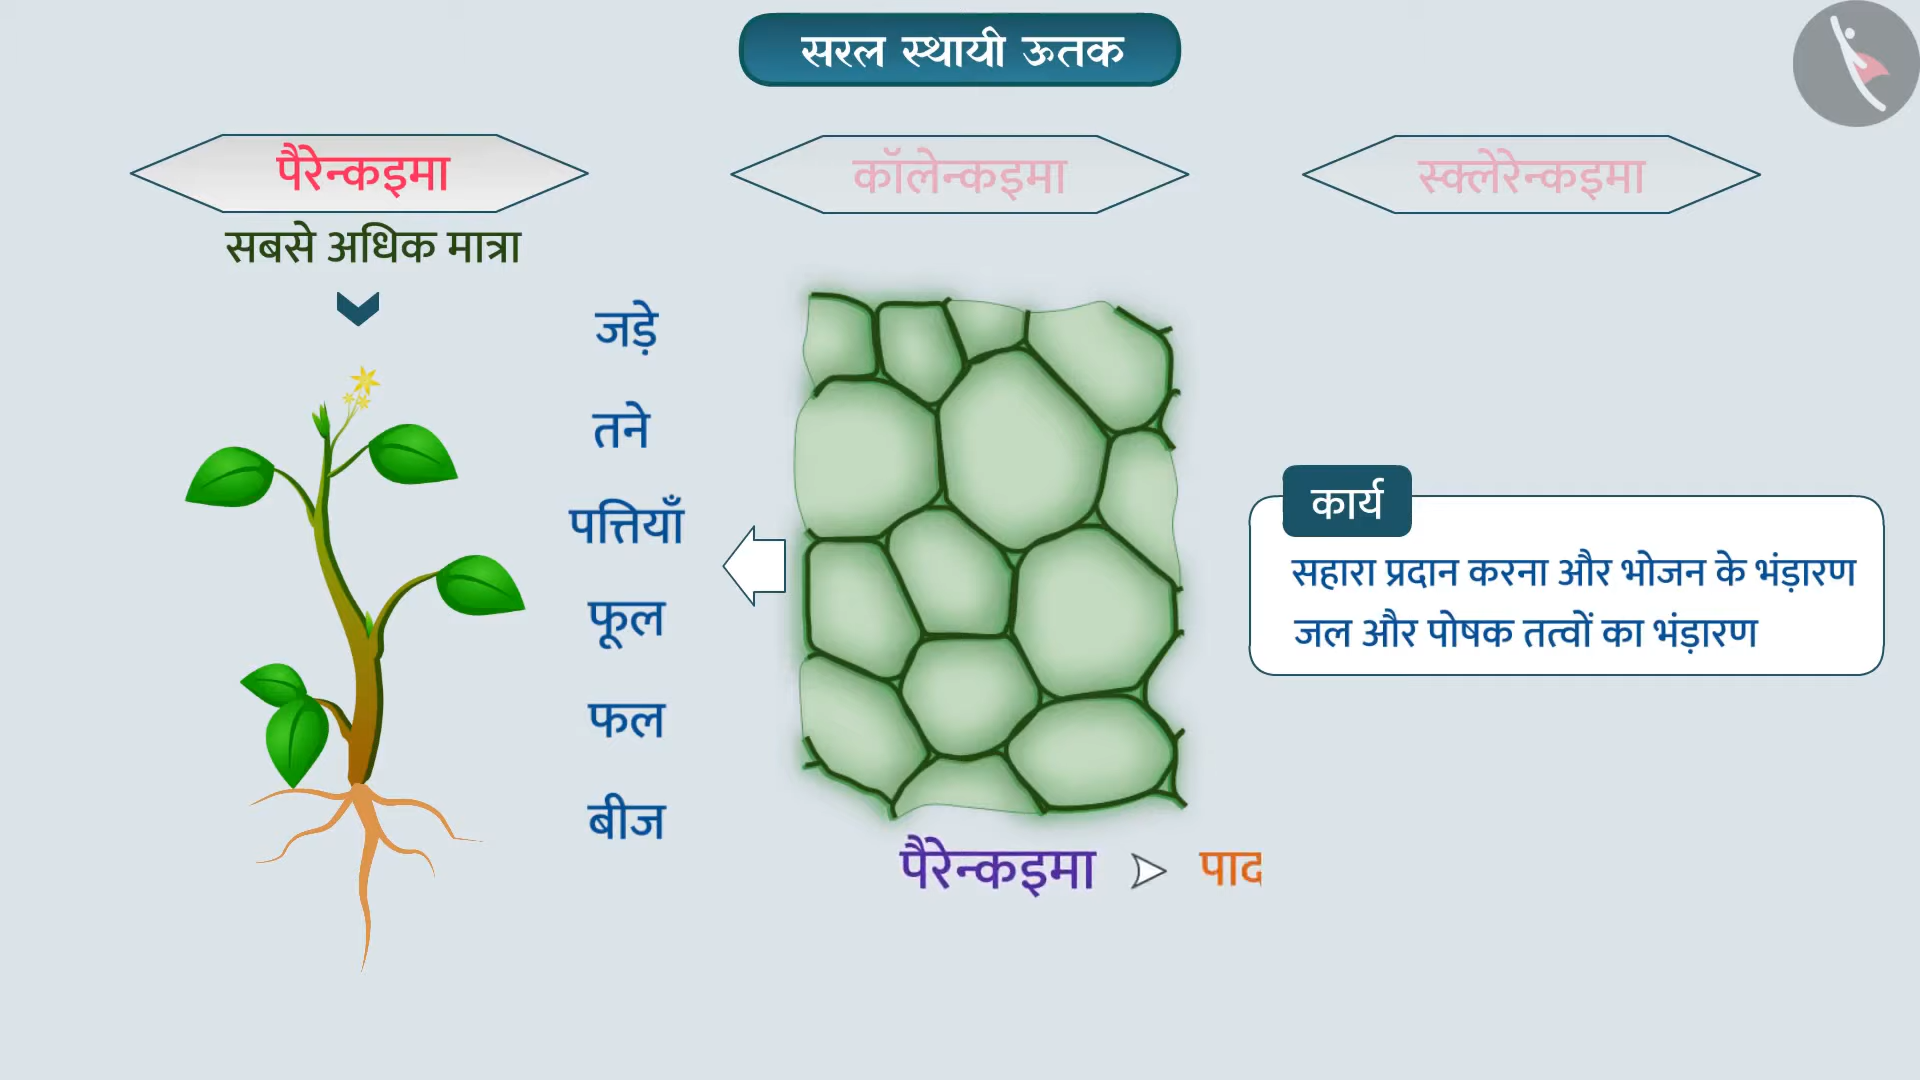 सरल स्थायी ऊतक
पैरेन्कइमा
कॉलेन्कइमा
स्क्लेरेन्कइमा
सबसे अधिक मात्रा
जड़े
तने
पत्तियाँ
फूल
फल
बीज
कार्य
सहारा प्रदान करना और भोजन के भंड़ारण
जल और पोषक तत्वों का भंड़ारण
पैरेन्कइमा